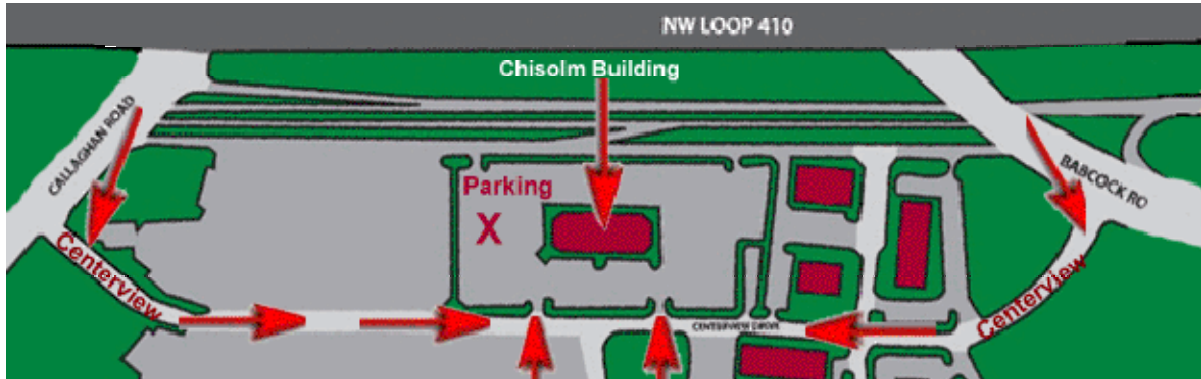 NW LOOP 410
Chisolm Building
CALLAGHAN ROAD
BABCOCK RD
Parking
X
Centerview
Centerview
CENTERVIEW DRIVE